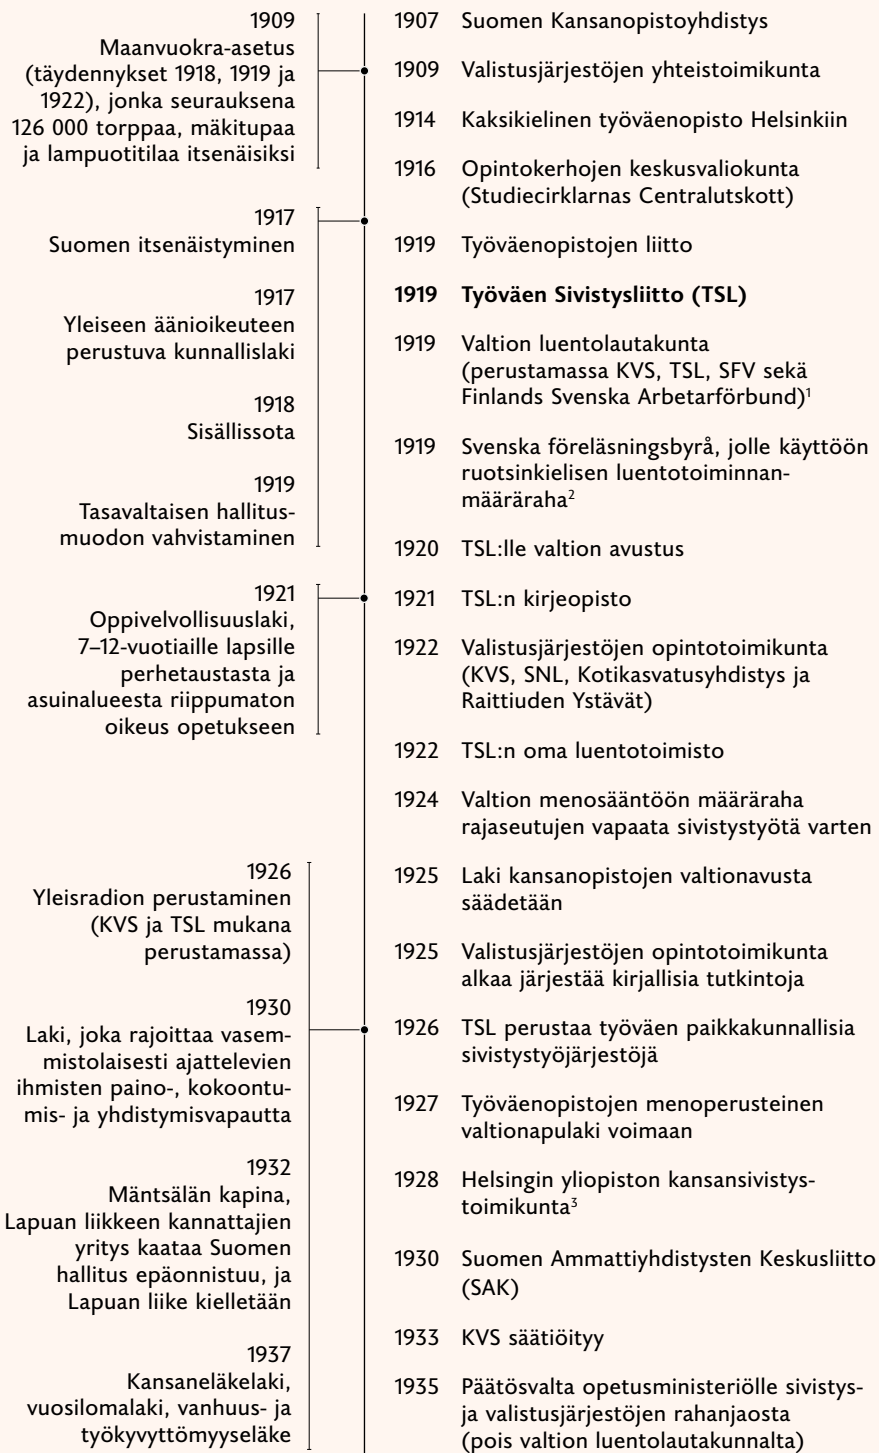 1909
Maanvuokra-asetus
(täydennykset 1918, 1919 ja
1922), jonka seurauksena
126 000 torppaa, mäkitupaa
ja lampuotitilaa itsenäisiksi
1917
Suomen itsenäistyminen
1917
Yleiseen äänioikeuteen
perustuva kunnallislaki
1918
Sisällissota
1919
Tasavaltaisen hallitus-
muodon vahvistaminen
1921
Oppivelvollisuuslaki,
7–12-vuotiaille lapsille
perhetaustasta ja
asuinalueesta riippumaton
oikeus opetukseen
1926
Yleisradion perustaminen
(KVS ja TSL mukana
perustamassa)
1930
Laki, joka rajoittaa vasem-
mistolaisesti ajattelevien
ihmisten paino-, kokoontu-
mis- ja yhdistymisvapautta
1932
Mäntsälän kapina,
Lapuan liikkeen kannattajien
yritys kaataa Suomen
hallitus epäonnistuu, ja
Lapuan liike kielletään
1937
Kansaneläkelaki,
vuosilomalaki, vanhuus- ja
työkyvyttömyyseläke
1907 Suomen Kansanopistoyhdistys
1909 Valistusjärjestöjen yhteistoimikunta
1914 Kaksikielinen työväenopisto Helsinkiin
1916 Opintokerhojen keskusvaliokunta
(Studiecirklarnas Centralutskott)
1919 Työväenopistojen liitto
1919 Työväen Sivistysliitto (TSL)
1919 Valtion luentolautakunta
(perustamassa KVS, TSL, SFV sekä
Finlands Svenska Arbetarförbund)¹
1919 Svenska föreläsningsbyrå, jolle käyttöön
ruotsinkielisen luentotoiminnan-
määräraha²
1920 TSL:lle valtion avustus
1921 TSL:n kirjeopisto
1922 Valistusjärjestöjen opintotoimikunta
(KVS, SNL, Kotikasvatusyhdistys ja
Raittiuden Ystävät)
1922 TSL:n oma luentotoimisto
1924 Valtion menosääntöön määräraha
rajaseutujen vapaata sivistystyötä varten
1925 Laki kansanopistojen valtionavusta
säädetään
1925 Valistusjärjestöjen opintotoimikunta
alkaa järjestää kirjallisia tutkintoja
1926 TSL perustaa työväen paikkakunnallisia
sivistystyöjärjestöjä
1927 Työväenopistojen menoperusteinen
valtionapulaki voimaan
1928 Helsingin yliopiston kansansivistys-
toimikunta³
1930 Suomen Ammattiyhdistysten Keskusliitto
(SAK)
1933 KVS säätiöityy
1935 Päätösvalta opetusministeriölle sivistys-
ja valistusjärjestöjen rahanjaosta
(pois valtion luentolautakunnalta)